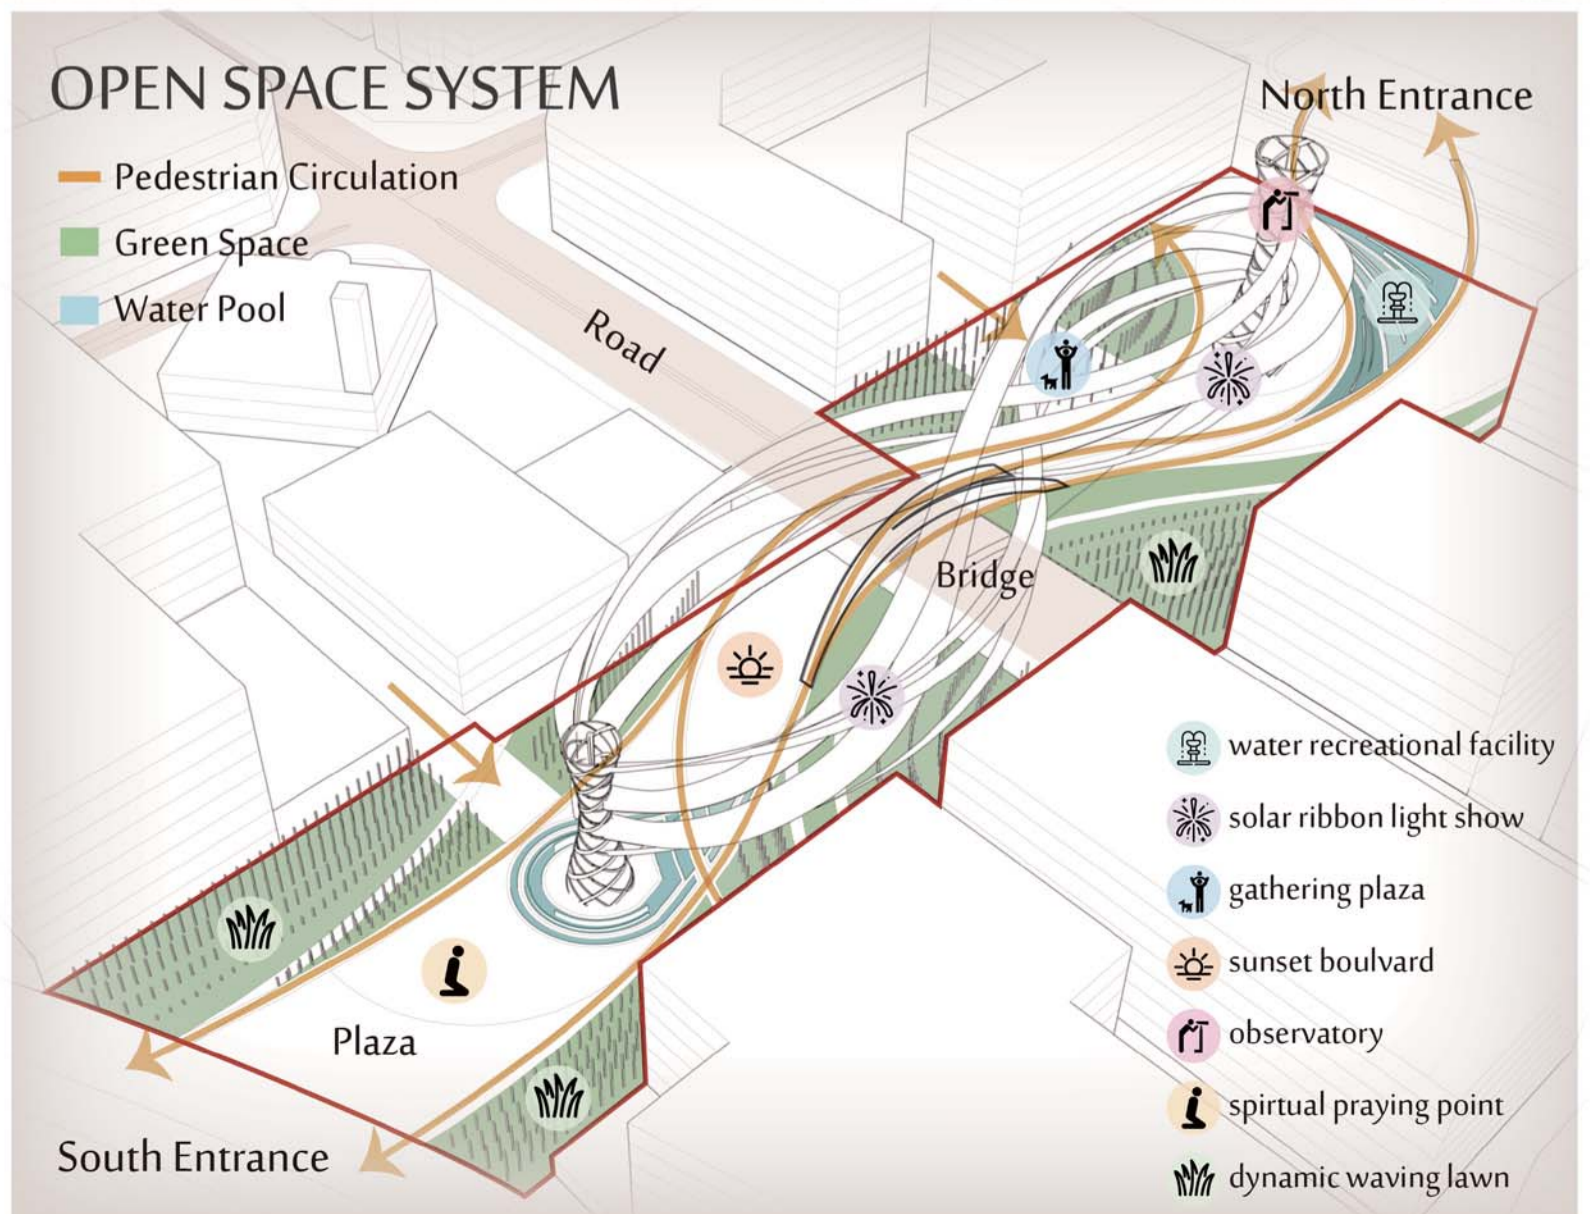 OPEN SPACE SYSTEM
Pedestrian Circulation
Green Space
Water Pool
North Entrance
Road
Bridge
Plaza
South Entrance
water recreational facility
solar ribbon light show
gathering plaza
sunset boulvard
observatory
spirtual praying point
dynamic waving lawn